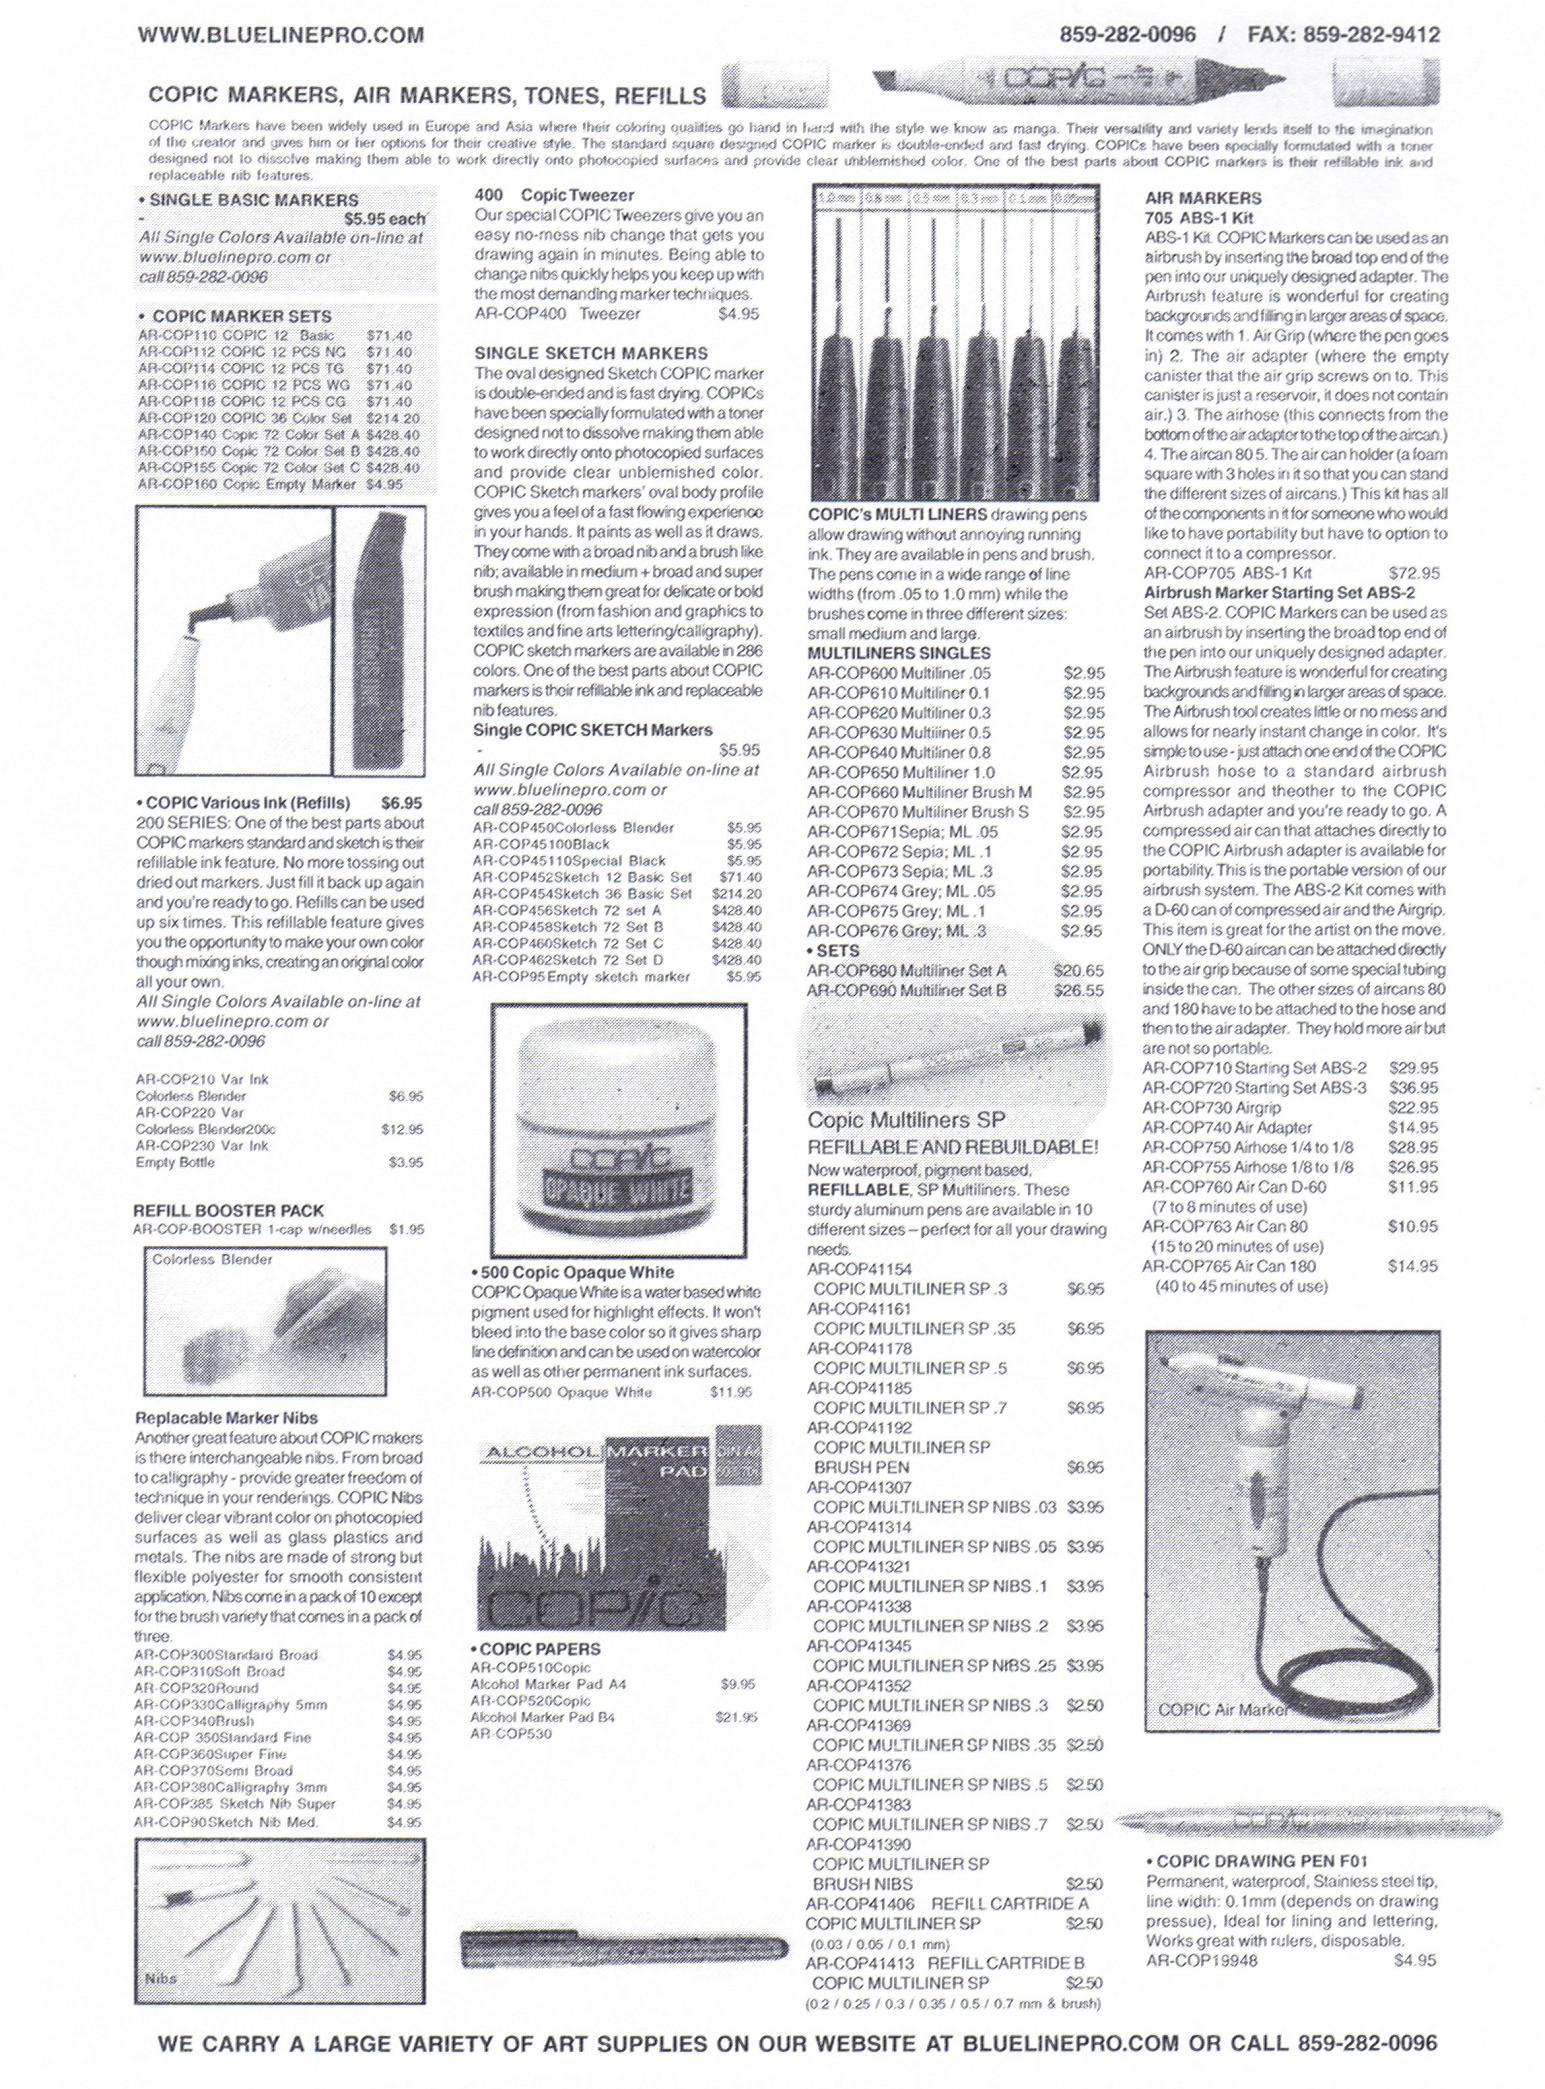 WWW.BLUELINEPRO.COM
859-282-0096 / FAX: 859-282-9412
COPIC MARKERS, AIR MARKERS, TONES, REFILLS
COPIC
COPIC Markers have been widely used in Europe and Asia where their coloring qualities go hand in hand with the style we know as manga. Their versatility and variety lends itself to the imagination
of the creator and gives him or her options for their creative style. The standard square designed COPIC marker is double-ended and fast drying. COPICs have been specially formulated with a toner
designed not to dissolve making them able to work directly onto photocopied surfaces and provide clear unblemished color. One of the best parts about COPIC markers is their refillable ink and
replaceable nib features.
• SINGLE BASIC MARKERS
- $5.95 each
All Single Colors Available on-line at
www.bluelinepro.com or
call 859-282-0096
• COPIC MARKER SETS
AR-COP110 COPIC 12 Basic $71.40
AR-COP112 COPIC 12 PCS NG $71.40
AR-COP114 COPIC 12 PCS TG $71.40
AR-COP116 COPIC 12 PCS WG $71.40
AR-COP118 COPIC 12 PCS CG $71.40
AR-COP120 COPIC 36 Color Set $214.20
AR-COP140 Copic 72 Color Set A $428.40
AR-COP150 Copic 72 Color Set B $428.40
AR-COP155 Copic 72 Color Set C $428.40
AR-COP160 Copic Empty Marker $4.95
• COPIC Various Ink (Refills) $6.95
200 SERIES: One of the best parts about
COPIC markers standard and sketch is their
refillable ink feature. No more tossing out
dried out markers. Just fill it back up again
and you're ready to go. Refills can be used
up six times. This refillable feature gives
you the opportunity to make your own color
though mixing inks, creating an original color
all your own.
All Single Colors Available on-line at
www.bluelinepro.com or
call 859-282-0096
AR-COP210 Var Ink
Colorless Blender $6.95
AR-COP220 Var
Colorless Blender200c $12.95
AR-COP230 Var Ink
Empty Bottle $3.95
REFILL BOOSTER PACK
AR-COP-BOOSTER 1-cap w/needles $1.95
Colorless Blender
Replacable Marker Nibs
Another great feature about COPIC makers
is there interchangeable nibs. From broad
to calligraphy - provide greater freedom of
technique in your renderings. COPIC Nibs
deliver clear vibrant color on photocopied
surfaces as well as glass plastics and
metals. The nibs are made of strong but
flexible polyester for smooth consistent
application. Nibs come in a pack of 10 except
for the brush variety that comes in a pack of
three.
AR-COP300Standard Broad $4.95
AR-COP310Soft Broad $4.95
AR-COP320Round $4.95
AR-COP330Calligraphy 5mm $4.95
AR-COP340Brush $4.95
AR-COP 350Standard Fine $4.95
AR-COP360Super Fine $4.95
AR-COP370Semi Broad $4.95
AR-COP380Calligraphy 3mm $4.95
AR-COP385 Sketch Nib Super $4.95
AR-COP90Sketch Nib Med. $4.95
Nibs
400 Copic Tweezer
Our special COPIC Tweezers give you an
easy no-mess nib change that gets you
drawing again in minutes. Being able to
change nibs quickly helps you keep up with
the most demanding marker techniques.
AR-COP400 Tweezer $4.95
SINGLE SKETCH MARKERS
The oval designed Sketch COPIC marker
is double-ended and is fast drying. COPICs
have been specially formulated with a toner
designed not to dissolve making them able
to work directly onto photocopied surfaces
and provide clear unblemished color.
COPIC Sketch markers' oval body profile
gives you a feel of a fast flowing experience
in your hands. It paints as well as it draws.
They come with a broad nib and a brush like
nib; available in medium + broad and super
brush making them great for delicate or bold
expression (from fashion and graphics to
textiles and fine arts lettering/calligraphy).
COPIC sketch markers are available in 286
colors. One of the best parts about COPIC
markers is their refillable ink and replaceable
nib features.
Single COPIC SKETCH Markers
- $5.95
All Single Colors Available on-line at
www.bluelinepro.com or
call 859-282-0096
AR-COP450Colorless Blender $5.95
AR-COP45100Black $5.95
AR-COP45110Special Black $5.95
AR-COP452Sketch 12 Basic Set $71.40
AR-COP454Sketch 36 Basic Set $214.20
AR-COP456Sketch 72 set A $428.40
AR-COP458Sketch 72 Set B $428.40
AR-COP460Sketch 72 Set C $428.40
AR-COP462Sketch 72 Set D $428.40
AR-COP95Empty sketch marker $5.95
COPIC
OPAQUE WHITE
• 500 Copic Opaque White
COPIC Opaque White is a water based white
pigment used for highlight effects. It won't
bleed into the base color so it gives sharp
line definition and can be used on watercolor
as well as other permanent ink surfaces.
AR-COP500 Opaque White $11.95
ALCOHOL MARKER
PAD
COPIC
• COPIC PAPERS
AR-COP510Copic
Alcohol Marker Pad A4 $9.95
AR-COP520Copic
Alcohol Marker Pad B4 $21.95
AR-COP530
1.0 mm 0.8 mm 0.5 mm 0.3 mm 0.1 mm 0.05mm
COPIC's MULTI LINERS drawing pens
allow drawing without annoying running
ink. They are available in pens and brush.
The pens come in a wide range of line
widths (from .05 to 1.0 mm) while the
brushes come in three different sizes:
small medium and large.
MULTILINERS SINGLES
AR-COP600 Multiliner .05 $2.95
AR-COP610 Multiliner 0.1 $2.95
AR-COP620 Multiliner 0.3 $2.95
AR-COP630 Multiliner 0.5 $2.95
AR-COP640 Multiliner 0.8 $2.95
AR-COP650 Multiliner 1.0 $2.95
AR-COP660 Multiliner Brush M $2.95
AR-COP670 Multiliner Brush S $2.95
AR-COP671Sepia; ML .05 $2.95
AR-COP672 Sepia; ML .1 $2.95
AR-COP673 Sepia; ML .3 $2.95
AR-COP674 Grey; ML .05 $2.95
AR-COP675 Grey; ML .1 $2.95
AR-COP676 Grey; ML .3 $2.95
• SETS
AR-COP680 Multiliner Set A $20.65
AR-COP690 Multiliner Set B $26.55
Copic Multiliners SP
REFILLABLE AND REBUILDABLE!
New waterproof, pigment based,
REFILLABLE, SP Multiliners. These
sturdy aluminum pens are available in 10
different sizes – perfect for all your drawing
needs.
AR-COP41154
COPIC MULTILINER SP .3 $6.95
AR-COP41161
COPIC MULTILINER SP .35 $6.95
AR-COP41178
COPIC MULTILINER SP .5 $6.95
AR-COP41185
COPIC MULTILINER SP .7 $6.95
AR-COP41192
COPIC MULTILINER SP
BRUSH PEN $6.95
AR-COP41307
COPIC MULTILINER SP NIBS .03 $3.95
AR-COP41314
COPIC MULTILINER SP NIBS .05 $3.95
AR-COP41321
COPIC MULTILINER SP NIBS .1 $3.95
AR-COP41338
COPIC MULTILINER SP NIBS .2 $3.95
AR-COP41345
COPIC MULTILINER SP NIBS .25 $3.95
AR-COP41352
COPIC MULTILINER SP NIBS .3 $2.50
AR-COP41369
COPIC MULTILINER SP NIBS .35 $2.50
AR-COP41376
COPIC MULTILINER SP NIBS .5 $2.50
AR-COP41383
COPIC MULTILINER SP NIBS .7 $2.50
AR-COP41390
COPIC MULTILINER SP
BRUSH NIBS $2.50
AR-COP41406 REFILL CARTRIDE A
COPIC MULTILINER SP $2.50
(0.03 / 0.05 / 0.1 mm)
AR-COP41413 REFILL CARTRIDE B
COPIC MULTILINER SP $2.50
(0.2 / 0.25 / 0.3 / 0.35 / 0.5 / 0.7 mm & brush)
AIR MARKERS
705 ABS-1 Kit
ABS-1 Kit. COPIC Markers can be used as an
airbrush by inserting the broad top end of the
pen into our uniquely designed adapter. The
Airbrush feature is wonderful for creating
backgrounds and filling in larger areas of space.
It comes with 1. Air Grip (where the pen goes
in) 2. The air adapter (where the empty
canister that the air grip screws on to. This
canister is just a reservoir, it does not contain
air.) 3. The airhose (this connects from the
bottom of the air adapter to the top of the aircan.)
4. The aircan 80 5. The air can holder (a foam
square with 3 holes in it so that you can stand
the different sizes of aircans.) This kit has all
of the components in it for someone who would
like to have portability but have to option to
connect it to a compressor.
AR-COP705 ABS-1 Kit $72.95
Airbrush Marker Starting Set ABS-2
Set ABS-2. COPIC Markers can be used as
an airbrush by inserting the broad top end of
the pen into our uniquely designed adapter.
The Airbrush feature is wonderful for creating
backgrounds and filling in larger areas of space.
The Airbrush tool creates little or no mess and
allows for nearly instant change in color. It's
simple to use - just attach one end of the COPIC
Airbrush hose to a standard airbrush
compressor and theother to the COPIC
Airbrush adapter and you're ready to go. A
compressed air can that attaches directly to
the COPIC Airbrush adapter is available for
portability. This is the portable version of our
airbrush system. The ABS-2 Kit comes with
a D-60 can of compressed air and the Airgrip.
This item is great for the artist on the move.
ONLY the D-60 aircan can be attached directly
to the air grip because of some special tubing
inside the can. The other sizes of aircans 80
and 180 have to be attached to the hose and
then to the air adapter. They hold more air but
are not so portable.
AR-COP710 Starting Set ABS-2 $29.95
AR-COP720 Starting Set ABS-3 $36.95
AR-COP730 Airgrip $22.95
AR-COP740 Air Adapter $14.95
AR-COP750 Airhose 1/4 to 1/8 $28.95
AR-COP755 Airhose 1/8 to 1/8 $26.95
AR-COP760 Air Can D-60 $11.95
(7 to 8 minutes of use)
AR-COP763 Air Can 80 $10.95
(15 to 20 minutes of use)
AR-COP765 Air Can 180 $14.95
(40 to 45 minutes of use)
COPIC Air Marker
COPIC
• COPIC DRAWING PEN F01
Permanent, waterproof, Stainless steel tip,
line width: 0.1mm (depends on drawing
pressue), Ideal for lining and lettering,
Works great with rulers, disposable.
AR-COP19948 $4.95
WE CARRY A LARGE VARIETY OF ART SUPPLIES ON OUR WEBSITE AT BLUELINEPRO.COM OR CALL 859-282-0096